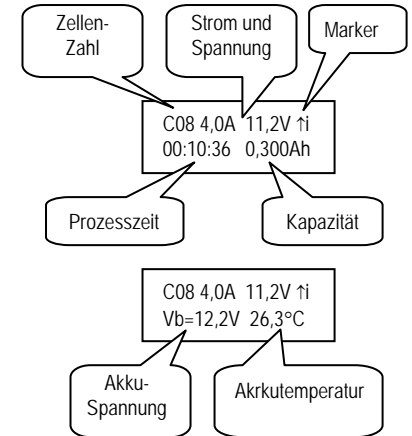 Zellen-
Zahl
Strom und
Spannung
Marker
C08 4,0A 11,2V ↑i
00:10:36 0,300Ah
Prozesszeit
Kapazität
C08 4,0A 11,2V ↑i
Vb=12,2V 26,3°C
Akku-
Spannung
Akrkutemperatur